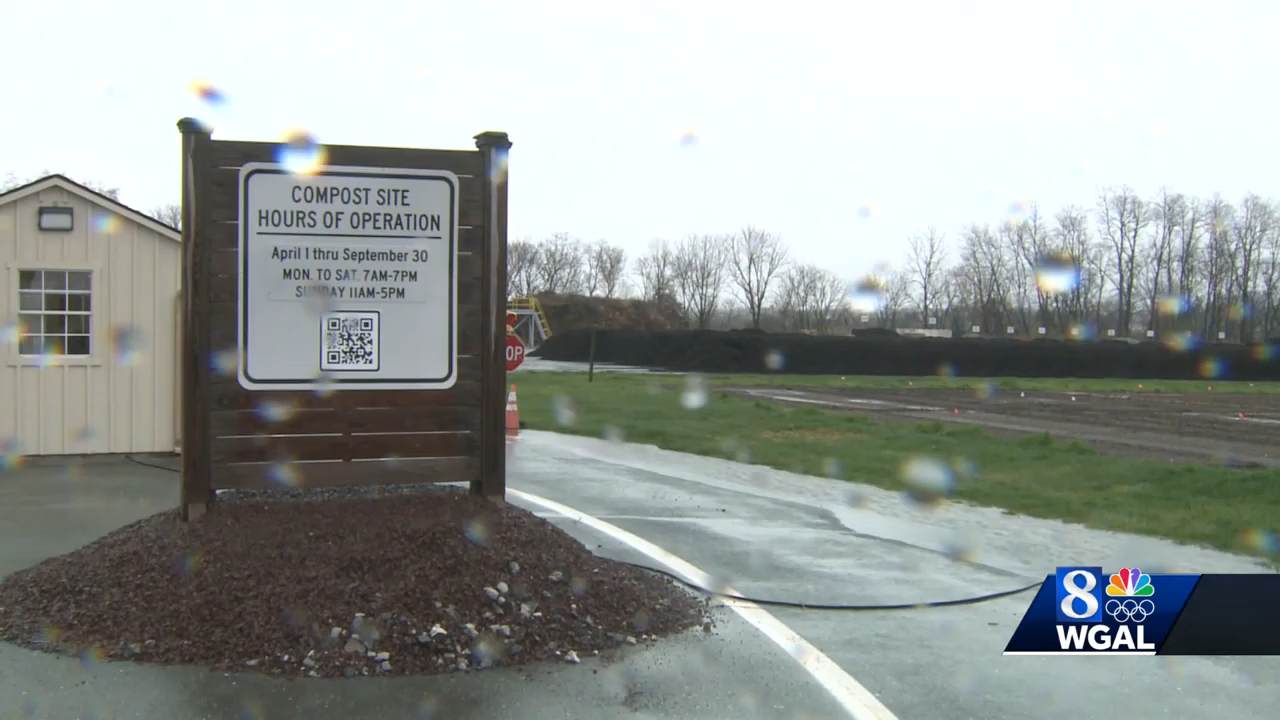 COMPOST SITE
HOURS OF OPERATION
April 1 thru September 30
MON. TO SAT. 7AM-7PM
SUNDAY 11AM-5PM
OP
8
WGAL